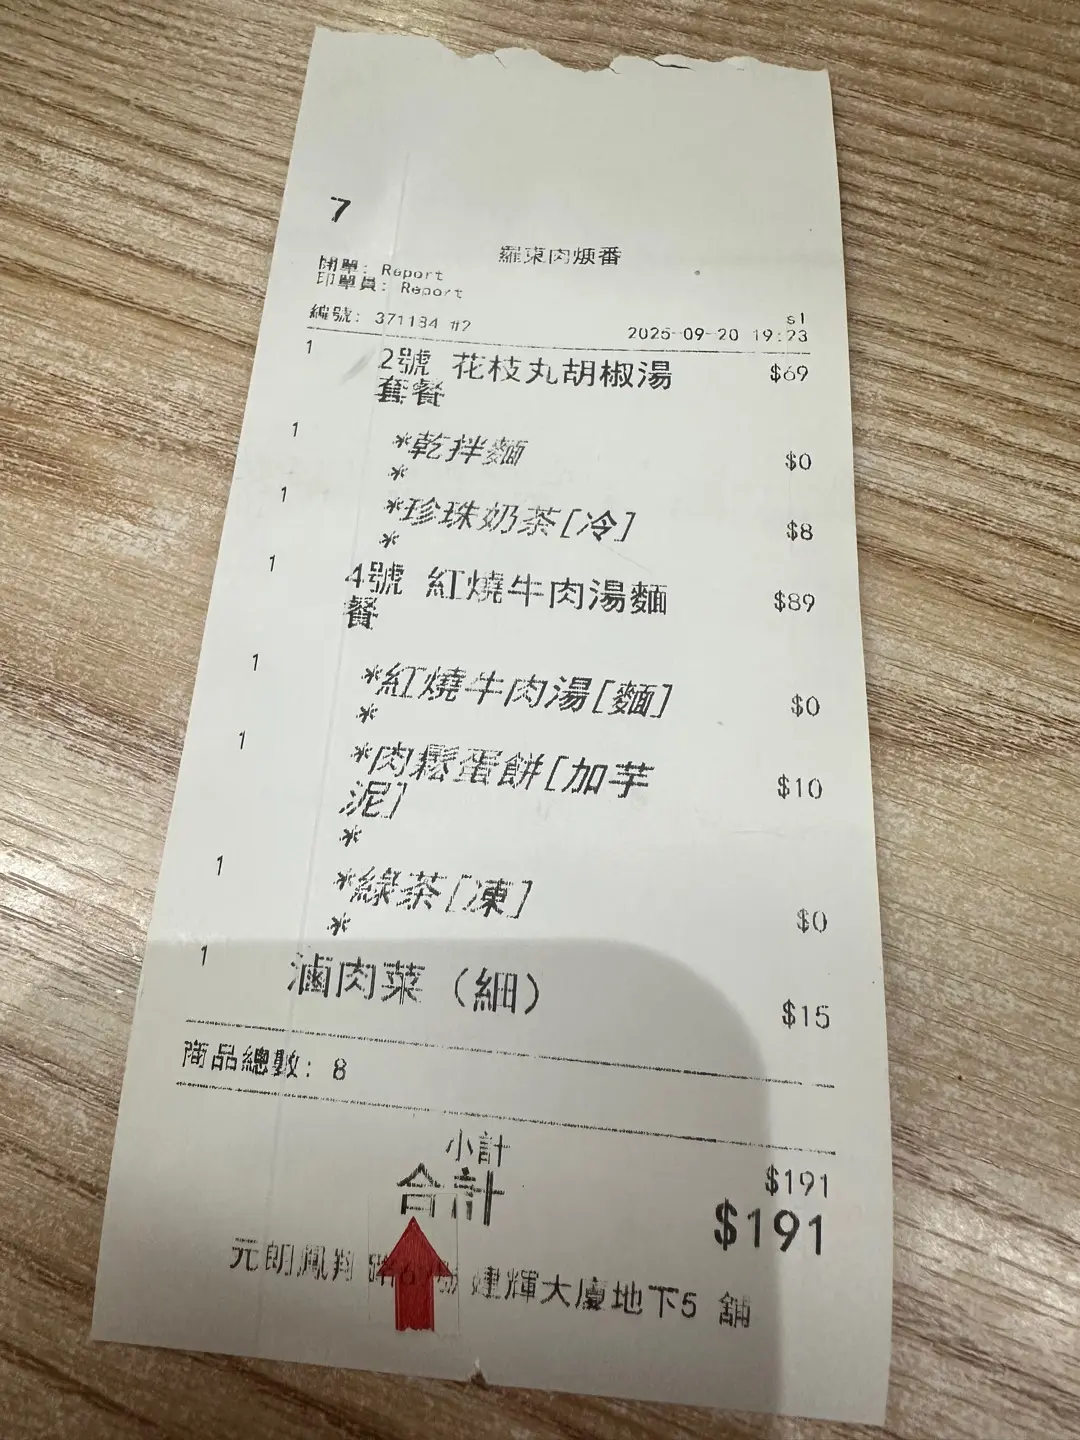 7
羅東肉焿番
開單: Report
印單員: Report
s1
編號: 371134 #2
2025-09-20 19:23
1 2號 花枝丸胡椒湯 $69
套餐
1 **乾拌麵 $0
1 **珍珠奶茶[冷] $8
1 4號 紅燒牛肉湯麵 $89
餐
1 **紅燒牛肉湯[麵] $0
1 **肉鬆蛋餅[加芋 $10
泥]
1 **綠茶[凍] $0
1 滷肉菜 (細) $15
商品總數: 8
小計 $191
合計 $191
元朗鳳翔 號 建輝大廈地下5 舖